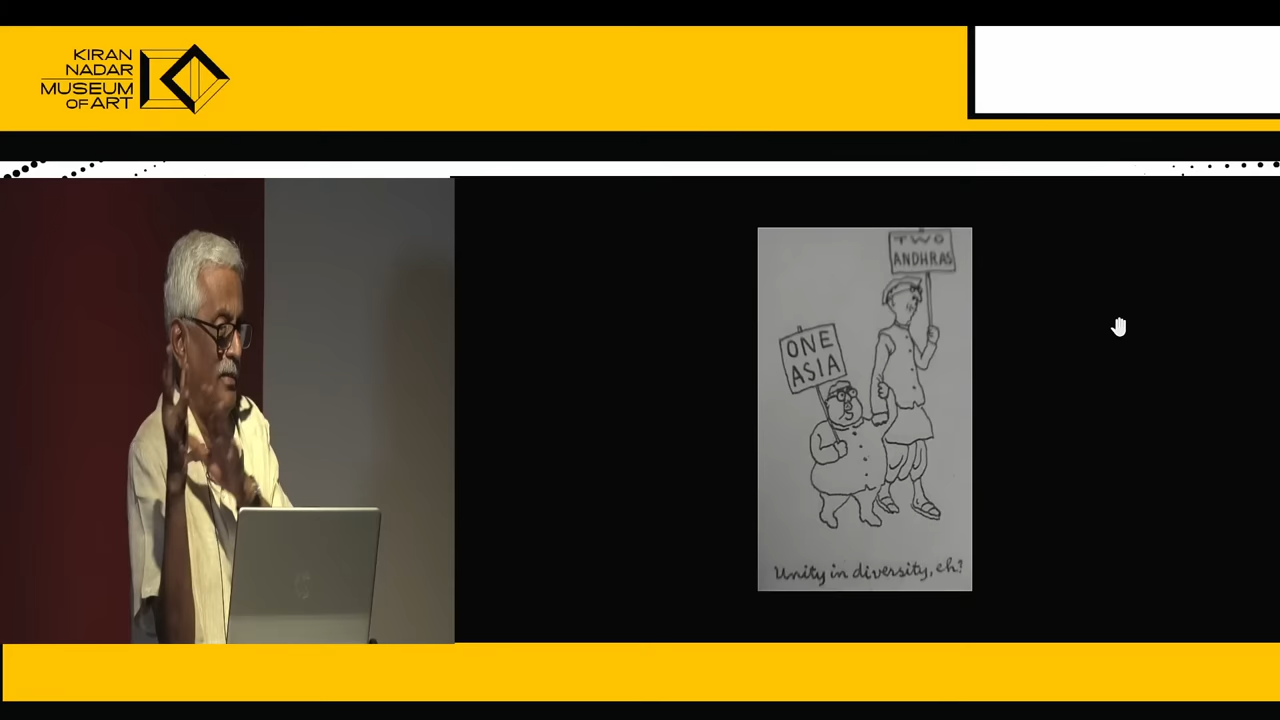 KIRAN
NADAR
MUSEUM
OF ART
TWO
ANDHRAS
ONE
ASIA
Unity in diversity, eh?